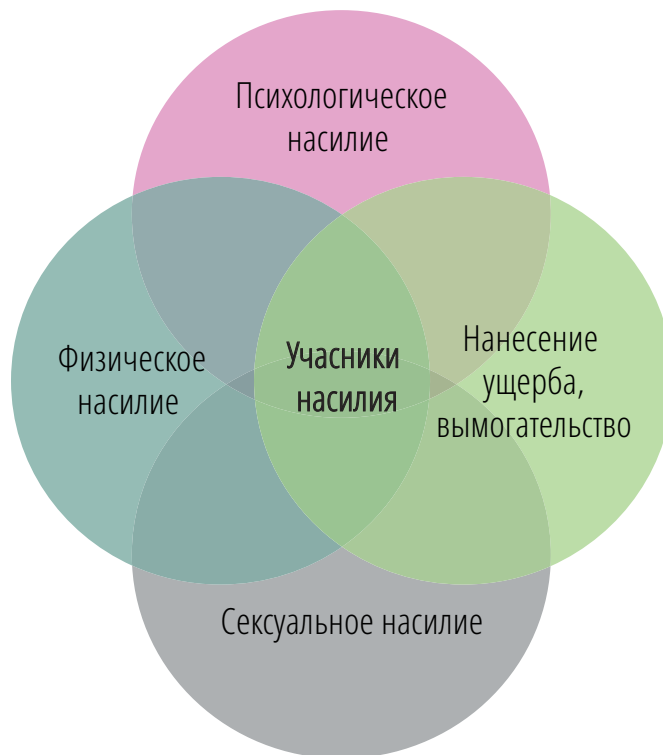 Психологическое
насилие
Физическое
насилие
Учасники
насилия
Нанесение
ущерба,
вымогательство
Сексуальное насилие